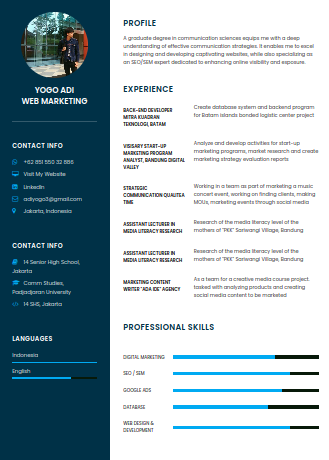 YOGO ADI
WEB MARKETING
CONTACT INFO
+62 851 550 32 886
Visit My Website
LinkedIn
adiyogo3@gmail.com
Jakarta, Indonesia
CONTACT INFO
14 Senior High School,
Jakarta
Comm Studies,
Padjadjaran University
14 SHS, Jakarta
LANGUAGES
Indonesia
English
PROFILE
A graduate degree in communication sciences equips me with a deep
understanding of effective communication strategies. It enables me to excel
in designing and developing captivating websites, while also specializing as
an SEO/SEM expert dedicated to enhancing online visibility and exposure.
EXPERIENCE
BACK-END DEVELOPER
MITRA KUADRAN
TEKNOLOGI, BATAM
Create database system and backend program
for Batam islands bonded logistic center project
VISISARY START-UP
MARKETING PROGRAM
ANALYST, BANDUNG DIGITAL
VALLEY
Analyze and develop activities for start-up
marketing programs, market research and create
marketing strategy evaluation reports
STRATEGIC
COMMUNICATION QUALITEA
TIME
Working in a team as part of marketing a music
concert event, working on finding clients, making
MOUs, marketing events through social media
ASSISTANT LECTURER IN
MEDIA LITERACY RESEARCH
Research of the media literacy level of the
mothers of "PKK" Sariwangi Village, Bandung
ASSISTANT LECTURER IN
MEDIA LITERACY RESEARCH
Research of the media literacy level of the
mothers of "PKK" Sariwangi Village, Bandung
MARKETING CONTENT
WRITER "ADA IDE" AGENCY
As a team for a creative media course project.
tasked with analyzing products and creating
social media content to be marketed
PROFESSIONAL SKILLS
DIGITAL MARKETING
SEO / SEM
GOOGLE ADS
DATABASE
WEB DESIGN &
DEVELOPMENT